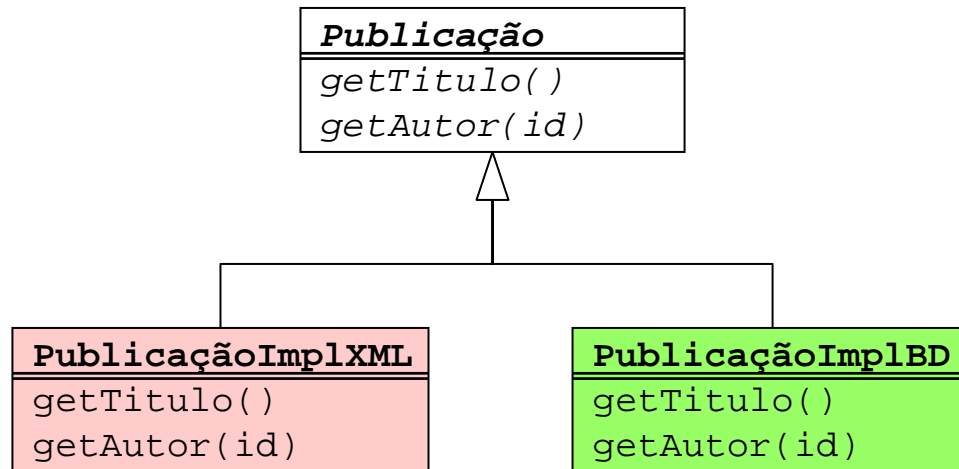 Publicação
getTitulo()
getAutor(id)
PublicaçãoImplXML
getTitulo()
getAutor(id)
PublicaçãoImplBD
getTitulo()
getAutor(id)